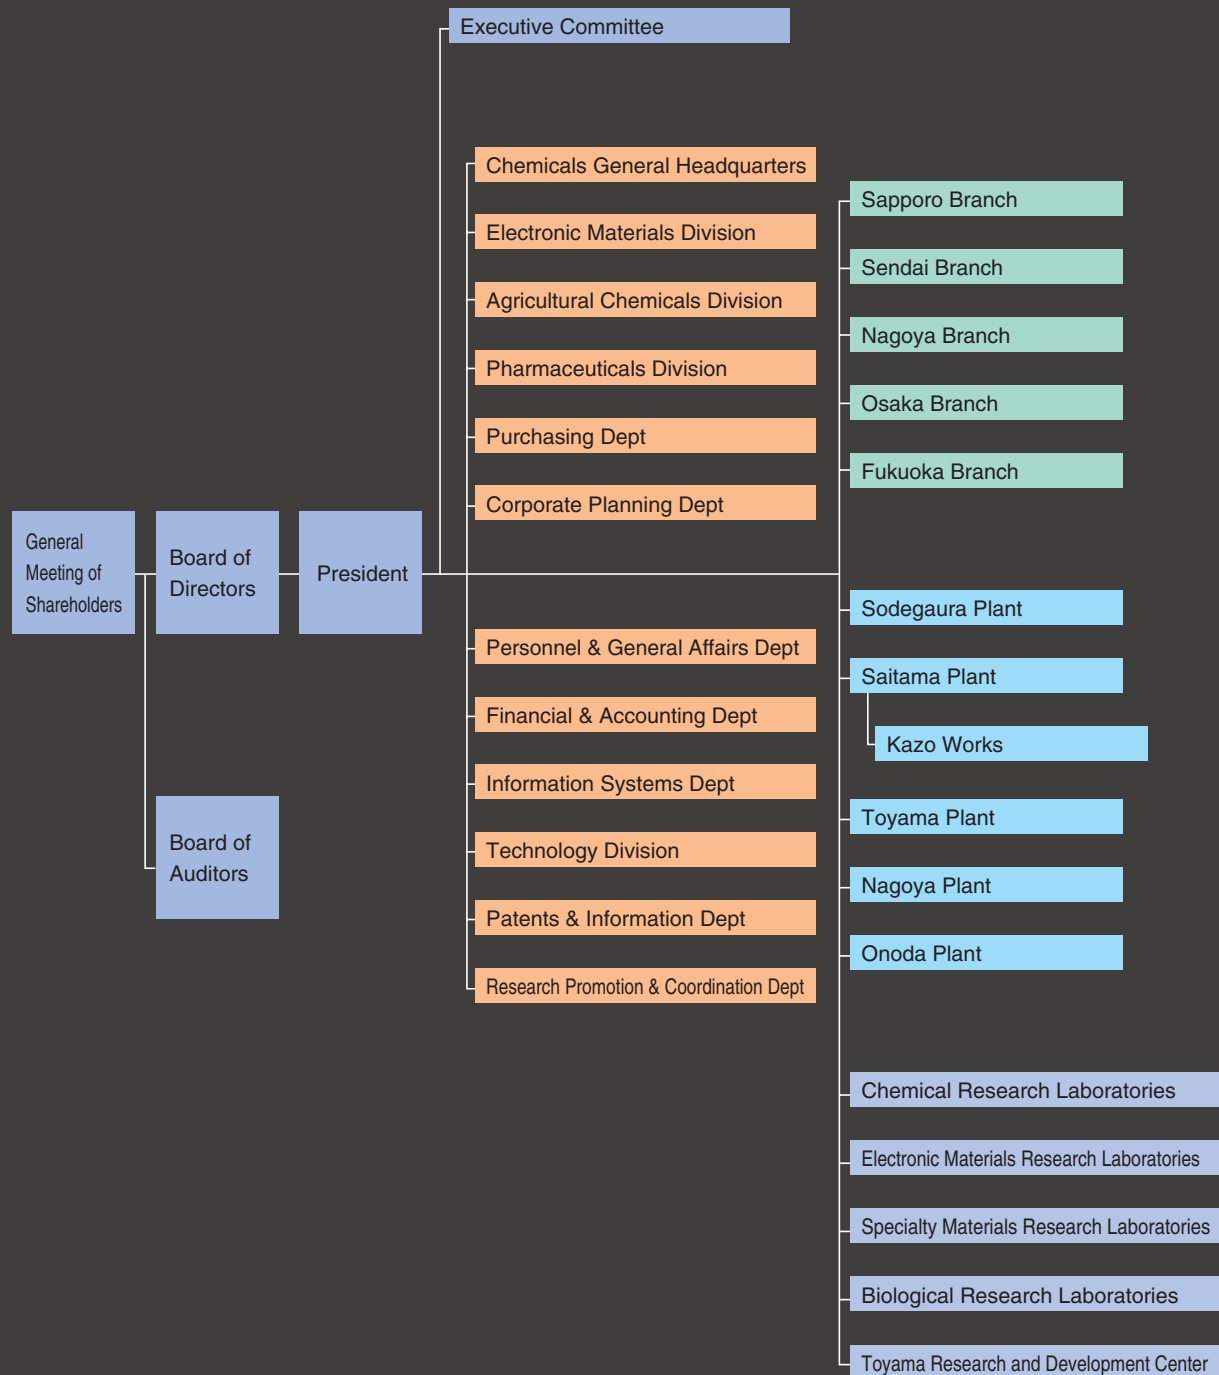 Executive Committee
Chemicals General Headquarters
Electronic Materials Division
Agricultural Chemicals Division
Pharmaceuticals Division
Purchasing Dept
Corporate Planning Dept
General
Meeting of
Shareholders
Board of
Directors
President
Personnel & General Affairs Dept
Financial & Accounting Dept
Information Systems Dept
Technology Division
Patents & Information Dept
Research Promotion & Coordination Dept
Board of
Auditors
Sapporo Branch
Sendai Branch
Nagoya Branch
Osaka Branch
Fukuoka Branch
Sodegaura Plant
Saitama Plant
Kazo Works
Toyama Plant
Nagoya Plant
Onoda Plant
Chemical Research Laboratories
Electronic Materials Research Laboratories
Specialty Materials Research Laboratories
Biological Research Laboratories
Toyama Research and Development Center